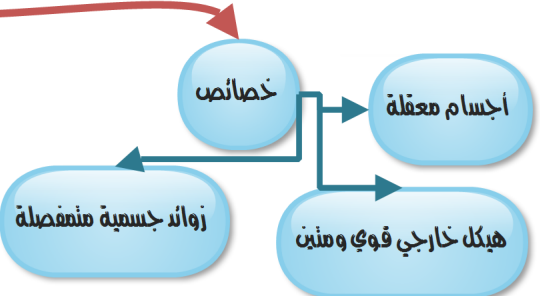 خصائص
أجسام معقلة
زوائد جسمية متمفصلة
هيكل خارجي قوي ومتين